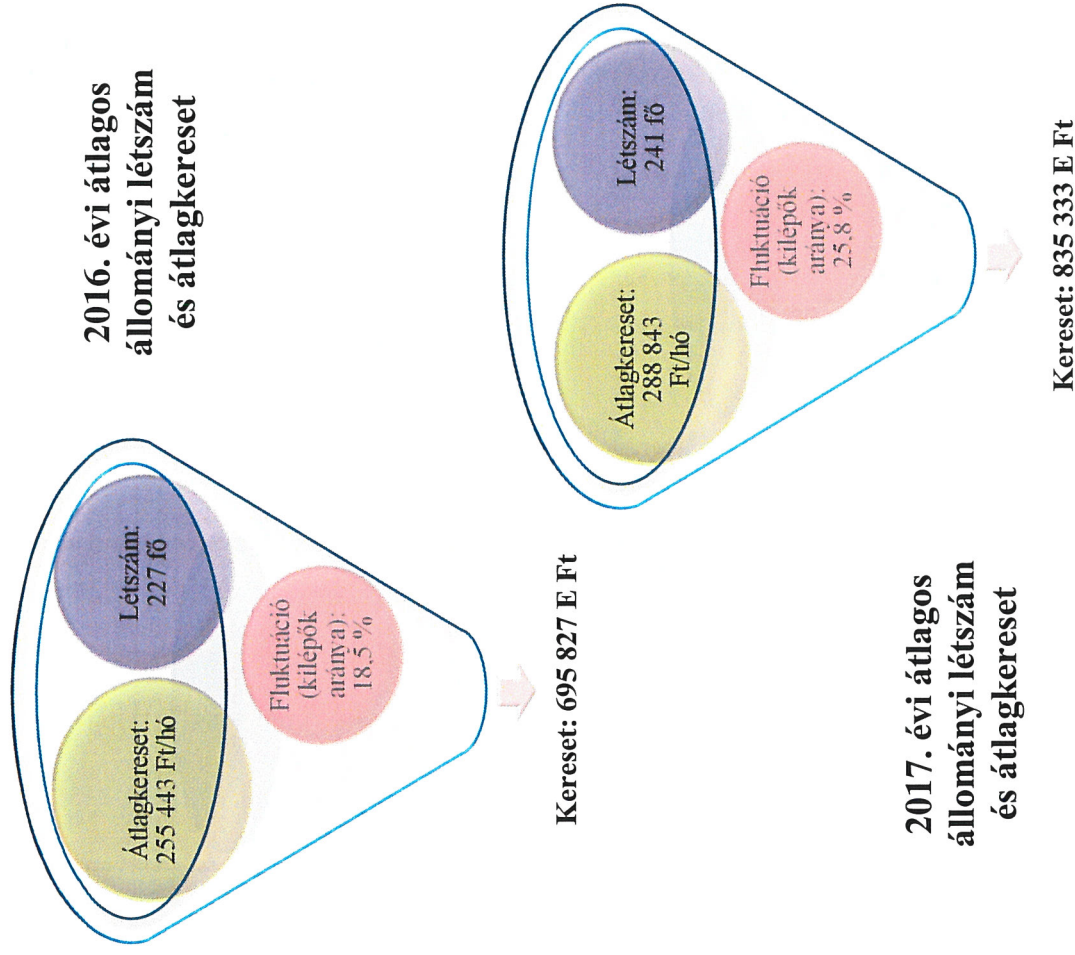 2016. évi átlagos
állományi létszám
és átlagkereset
Átlagkereset:
255 443 Ft/hó
Létszám:
227 fő
Fluktuáció
(kilépők
aránya):
18,5 %
Kereset: 695 827 E Ft
2017. évi átlagos
állományi létszám
és átlagkereset
Átlagkereset:
288 843
Ft/hó
Létszám:
241 fő
Fluktuáció
(kilépők
aránya):
25,8 %
Kereset: 835 333 E Ft